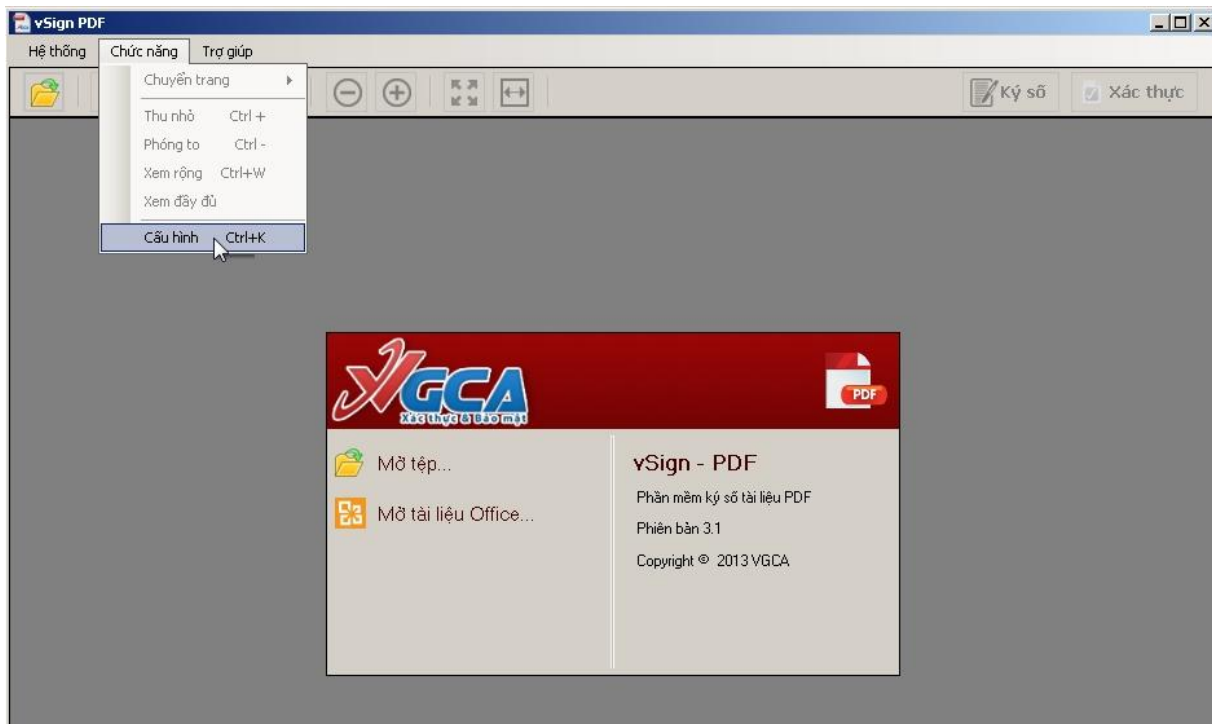 vSign PDF
Hệ thống Chức năng Trợ giúp
Chuyển trang
Thu nhỏ Ctrl +
Phóng to Ctrl -
Xem rộng Ctrl+W
Xem đầy đủ
Cấu hình Ctrl+K
Ký số Xác thực
VGCA
Xác thực & Bảo mật
PDF
Mở tệp...
Mở tài liệu Office...
vSign - PDF
Phần mềm ký số tài liệu PDF
Phiên bản 3.1
Copyright © 2013 VGCA